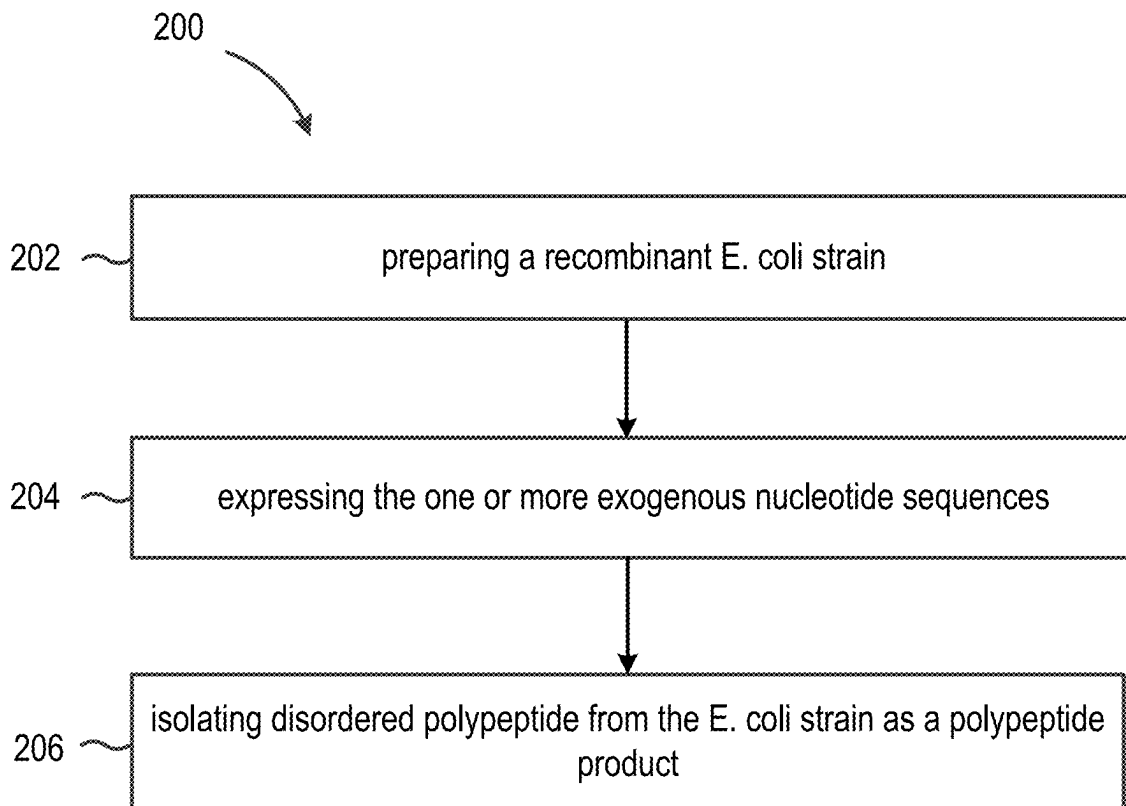 200
202
preparing a recombinant E. coli strain
204
expressing the one or more exogenous nucleotide sequences
206
isolating disordered polypeptide from the E. coli strain as a polypeptide
product